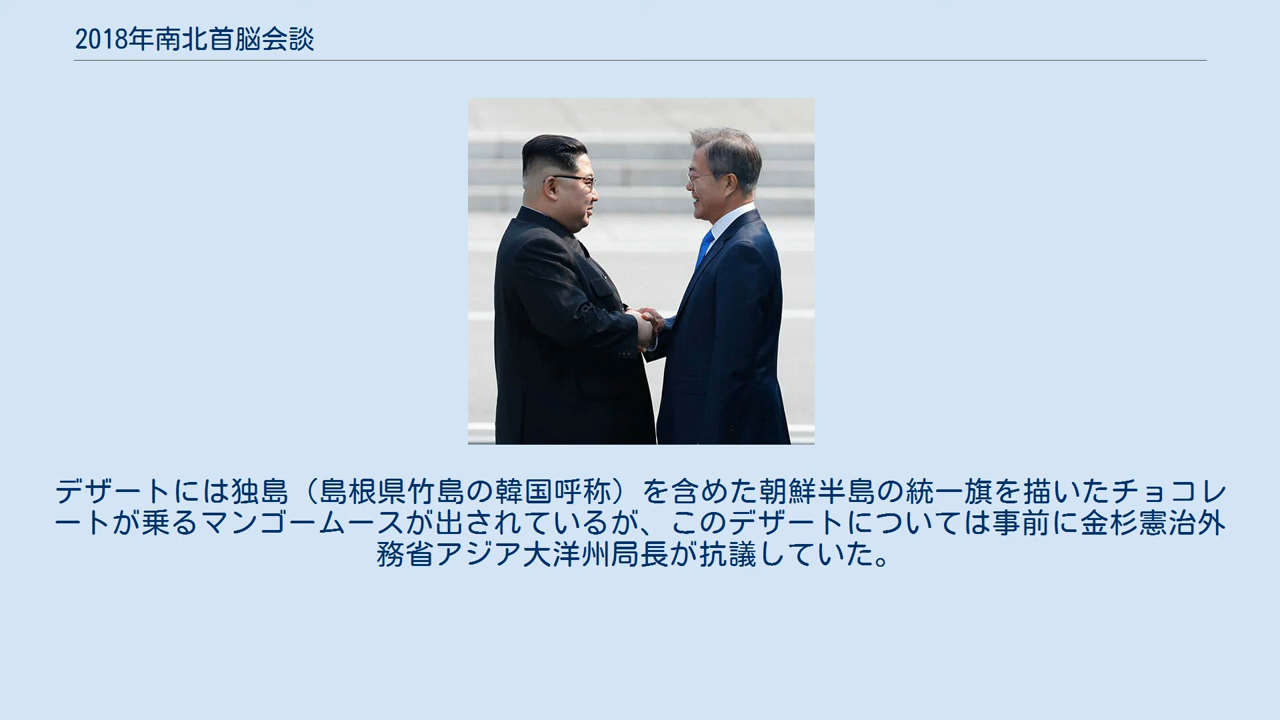 2018年南北首脳会談
デザートには独島（島根県竹島の韓国呼称）を含めた朝鮮半島の統一旗を描いたチョコレ
ートが乗るマンゴームースが出されているが、このデザートについては事前に金杉憲治外
務省アジア大洋州局長が抗議していた。